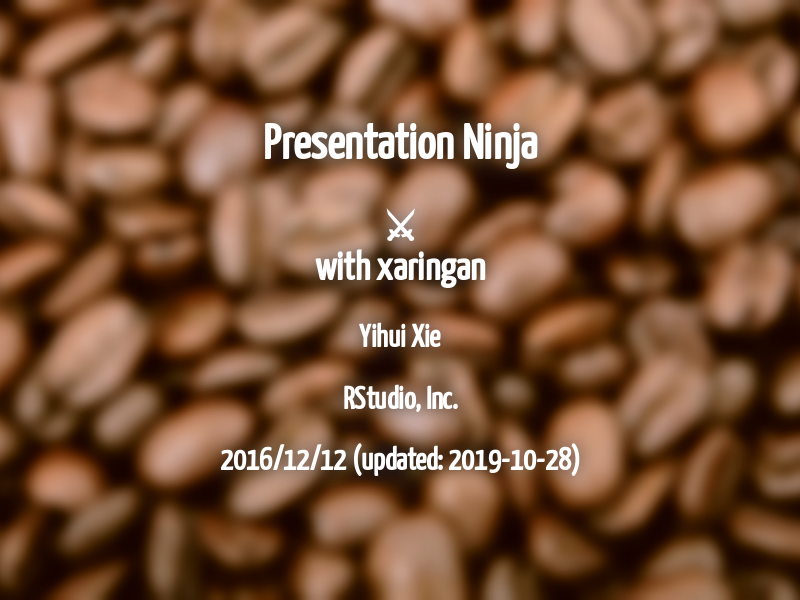 Presentation Ninja
⚔
with xaringan
Yihui Xie
RStudio, Inc.
2016/12/12 (updated: 2019-10-28)